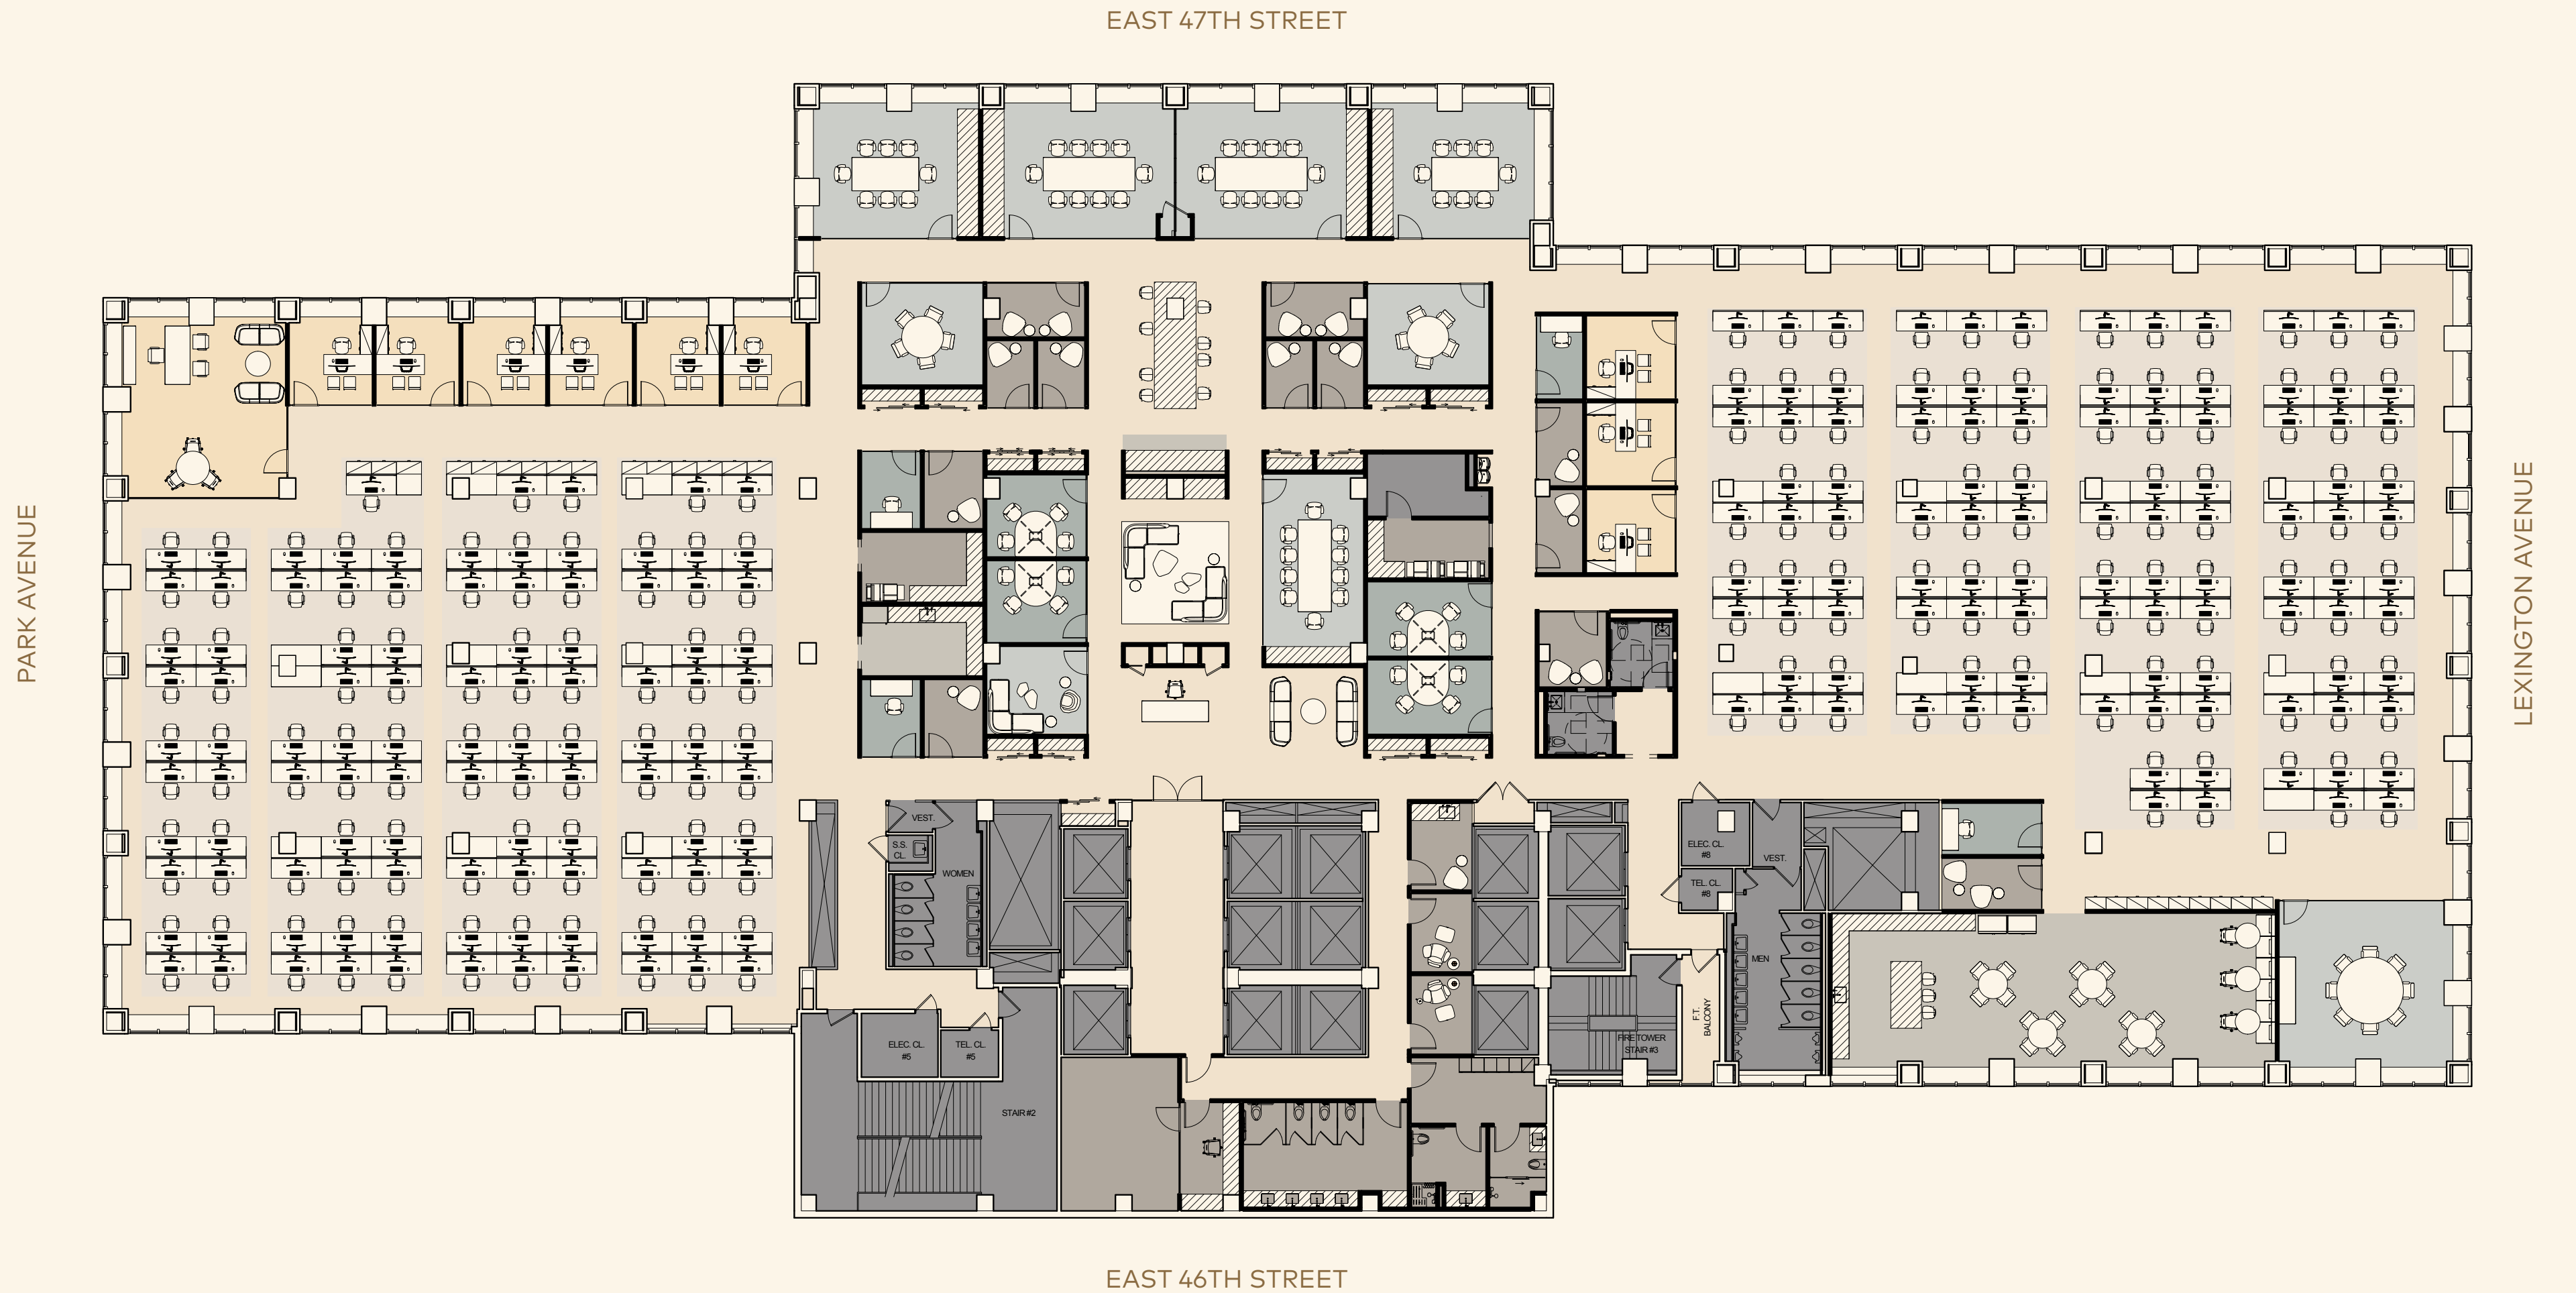 EAST 47TH STREET
PARK AVENUE
LEXINGTON AVENUE
VEST.
S.S.
CL.
WOMEN
ELEC. CL.
#8
VEST.
TEL. CL.
#8
MEN
F.T.
BALCONY
ELEC. CL.
#5
TEL. CL.
#5
FIRE TOWER
STAIR #3
STAIR #2
EAST 46TH STREET